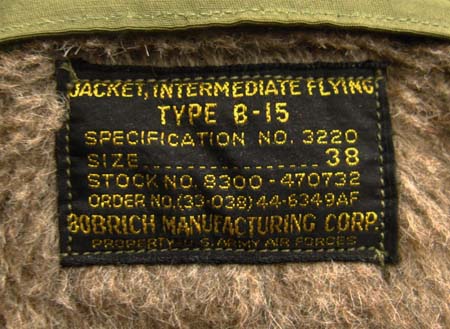 JACKET, INTERMEDIATE FLYING
TYPE B-15
SPECIFICATION NO. 3220
SIZE.................... 38
STOCK NO. 8300-470732
ORDER NO.(33-038)44-6349AF
BOBRICH MANUFACTURING CORP.
PROPERTY U.S. ARMY AIR FORCES